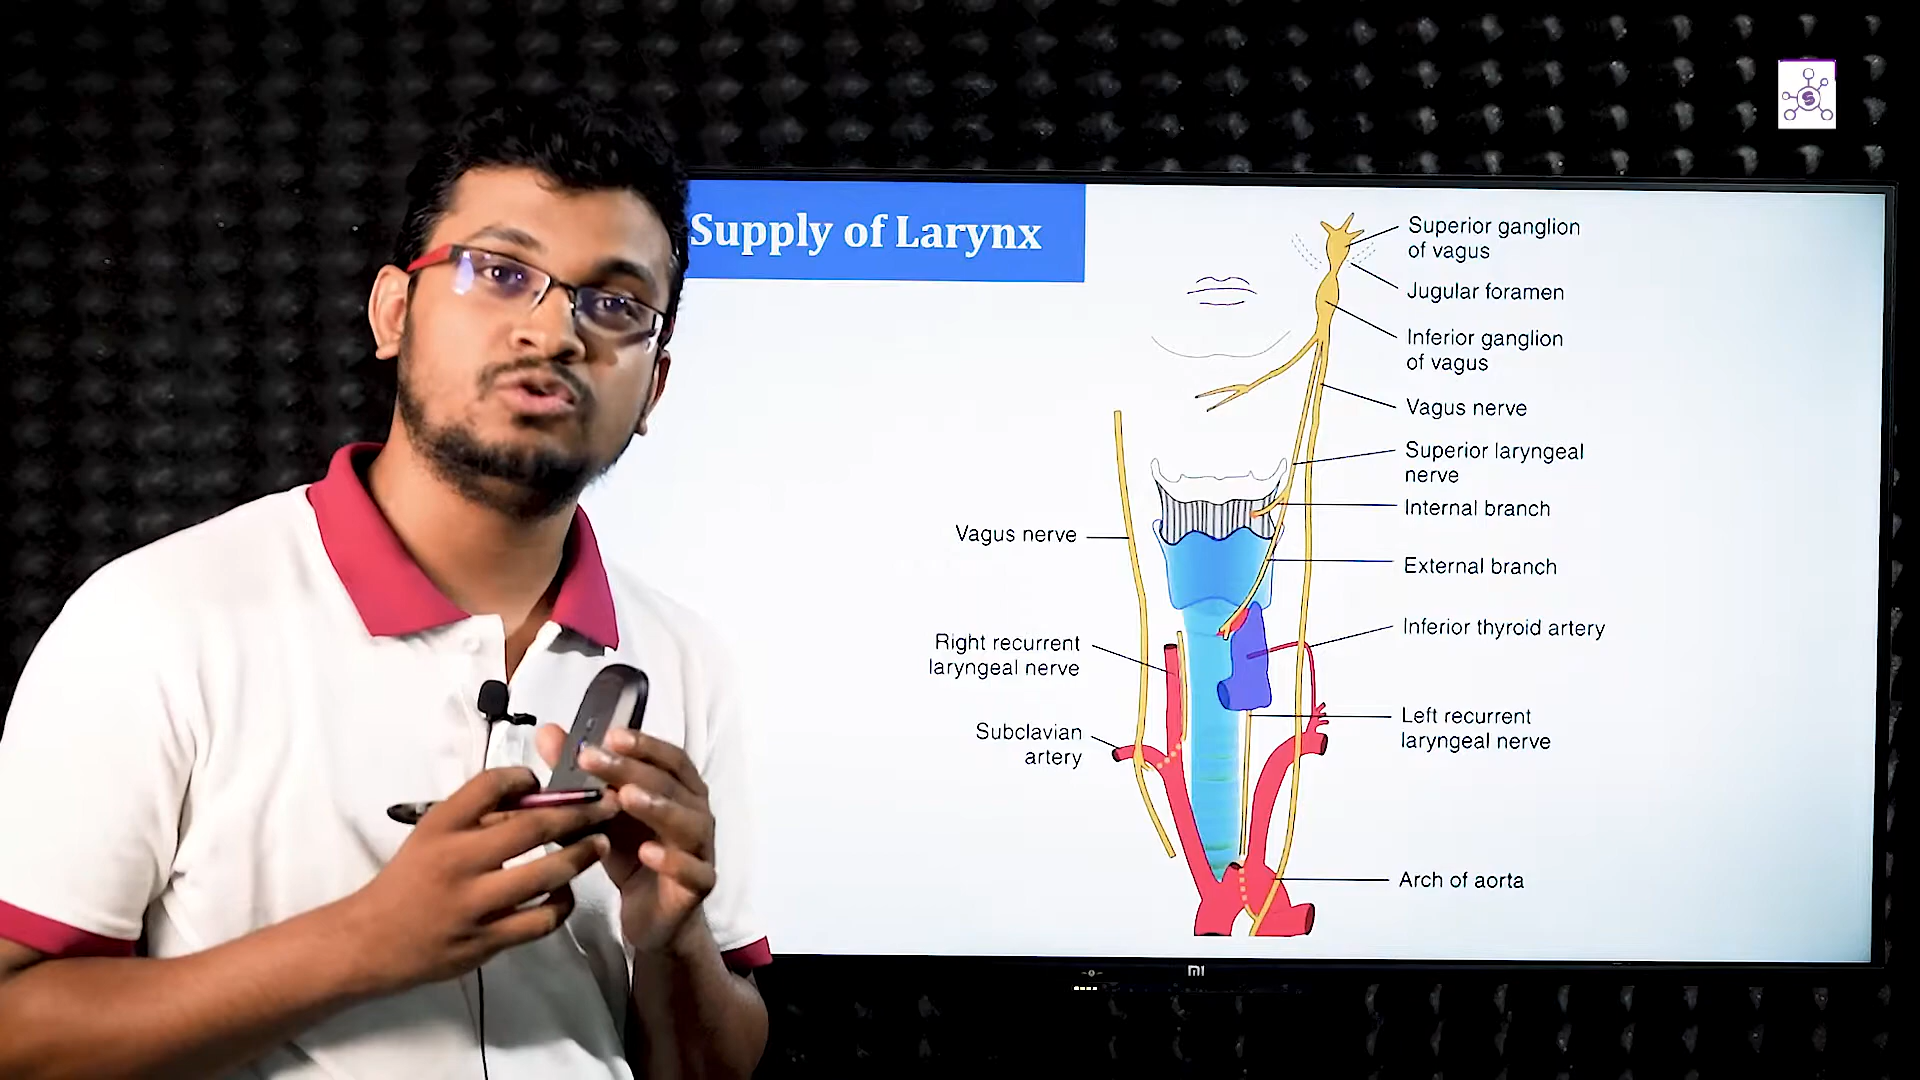 Supply of Larynx
Superior ganglion
of vagus
Jugular foramen
Inferior ganglion
of vagus
Vagus nerve
Superior laryngeal
nerve
Internal branch
External branch
Inferior thyroid artery
Left recurrent
laryngeal nerve
Arch of aorta
Vagus nerve
Right recurrent
laryngeal nerve
Subclavian
artery
S
mi